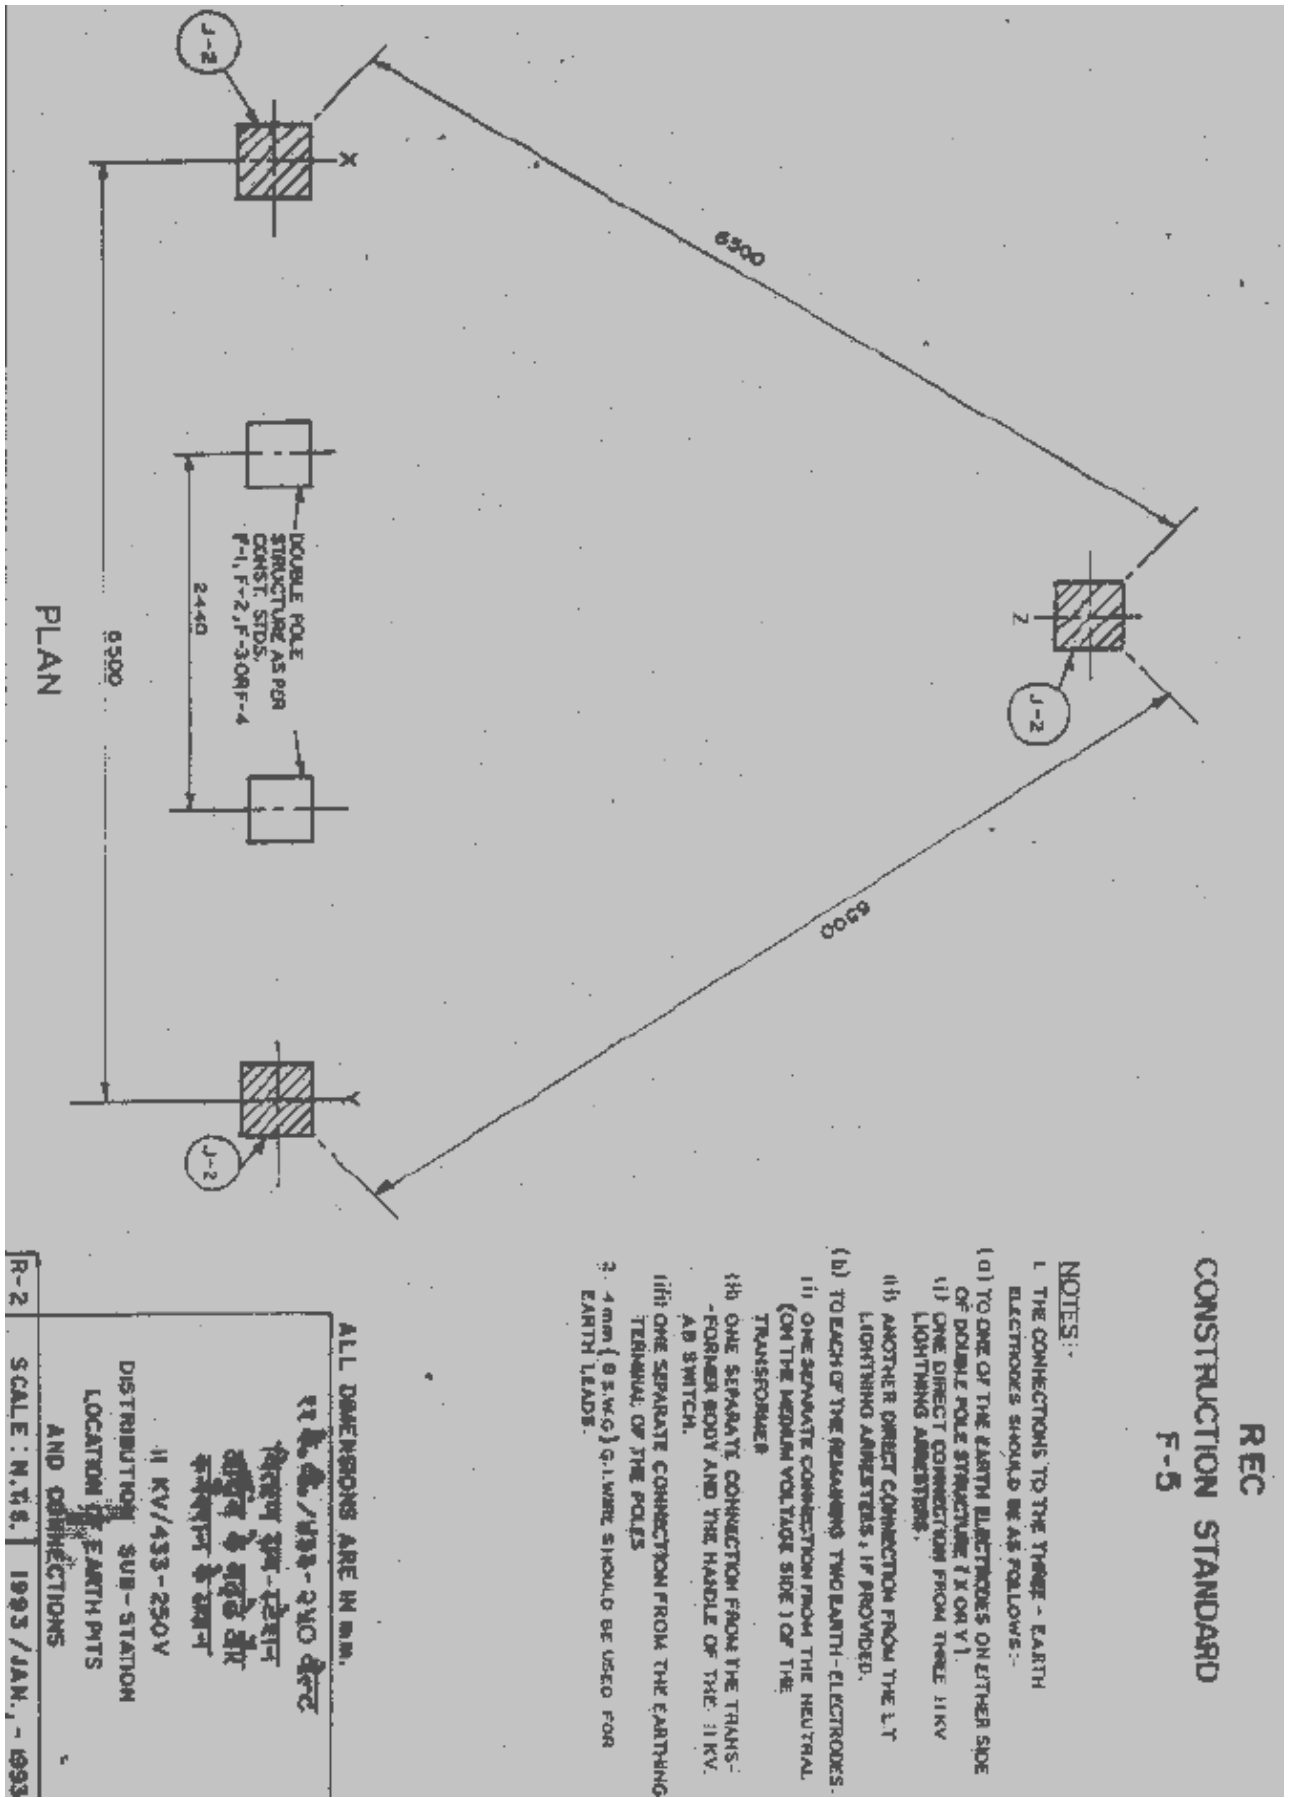 REC
CONSTRUCTION STANDARD
F-5
NOTES:-
1. THE CONNECTIONS TO THE THREE - EARTH
ELECTRODES SHOULD BE AS FOLLOWS:-
(a) TO ONE OF THE EARTH ELECTRODES ON EITHER SIDE
OF DOUBLE POLE STRUCTURE (X OR Y).
(i) ONE DIRECT CONNECTION FROM THREE 11KV
LIGHTNING ARRESTERS.
(ii) ANOTHER DIRECT CONNECTION FROM THE L.T
LIGHTNING ARRESTERS, IF PROVIDED.
(b) TO EACH OF THE REMAINING TWO EARTH-ELECTRODES.
(i) ONE SEPARATE CONNECTION FROM THE NEUTRAL
(ON THE MEDIUM VOLTAGE SIDE) OF THE
TRANSFORMER
(ii) ONE SEPARATE CONNECTION FROM THE TRANS-
-FORMER BODY AND THE HANDLE OF THE 11KV.
AB SWITCH.
(iii) ONE SEPARATE CONNECTION FROM THE EARTHING
TERMINAL OF THE POLES
2. 4 mm (8 S.W.G) G.I. WIRE SHOULD BE USED FOR
EARTH LEADS.
Z
J-2
6500
6500
X
Y
J-2
J-2
DOUBLE POLE
STRUCTURE AS PER
CONST. STDS.
F-1, F-2, F-3 OR F-4
2440
6500
PLAN
ALL DIMENSIONS ARE IN m.m.
11 KV/433-250V
DISTRIBUTION SUB-STATION
LOCATION OF EARTH PITS
AND CONNECTIONS
R-2 SCALE : N.T.S. 1993 / JAN., - 1993